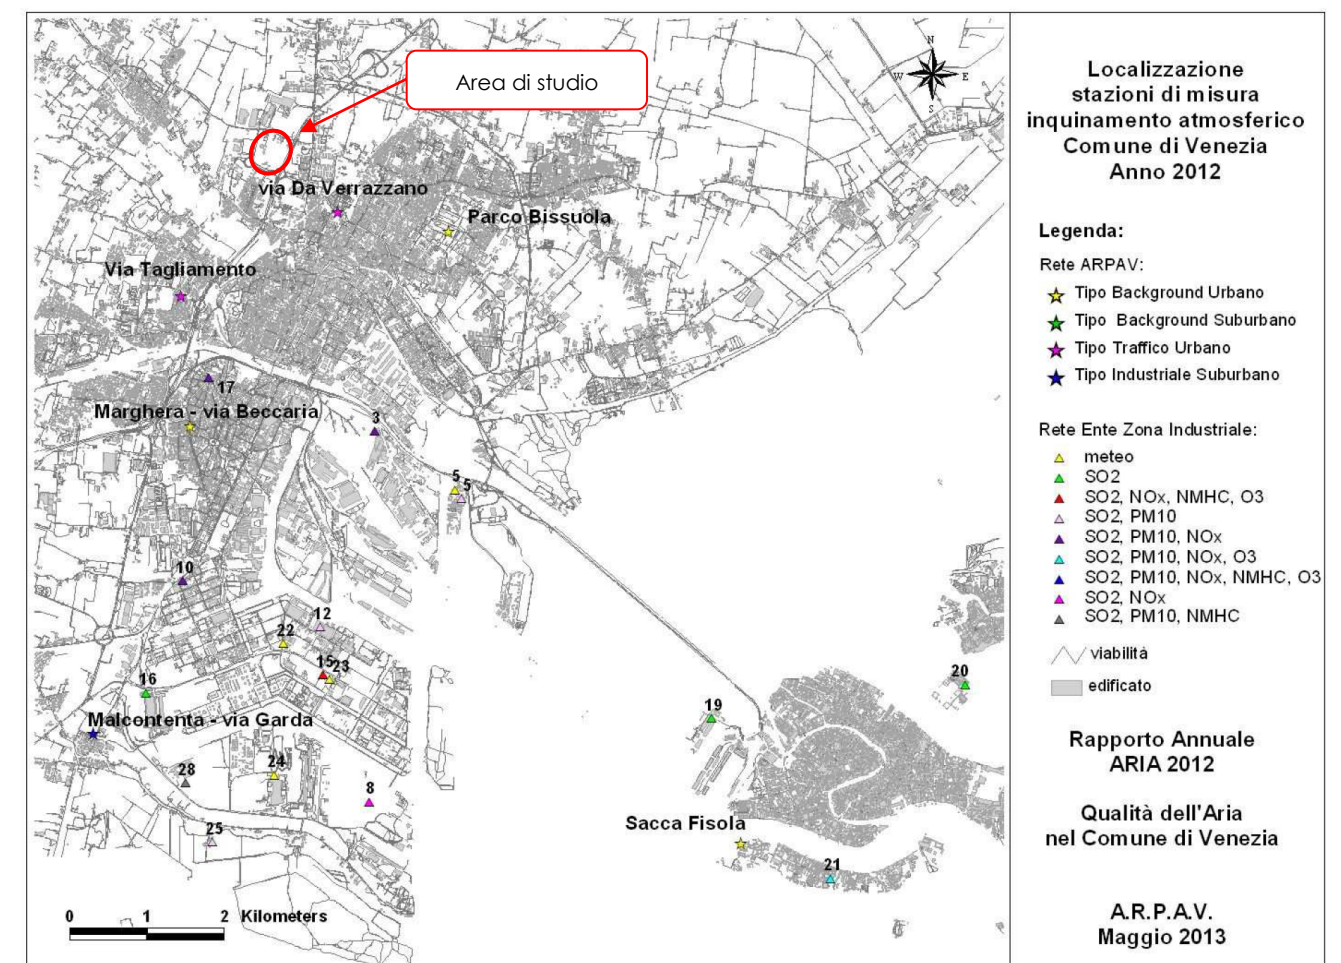 Area di studio
N
W
E
S
via Da Verrazzano
Parco Bissuola
Via Tagliamento
17
Marghera - via Beccaria
3
5
5
10
12
22
15
23
16
Malcontenta - via Garda
20
19
28
24
8
Sacca Fisola
25
21
0 1 2 Kilometers
Localizzazione
stazioni di misura
inquinamento atmosferico
Comune di Venezia
Anno 2012
Legenda:
Rete ARPAV:
Tipo Background Urbano
Tipo Background Suburbano
Tipo Traffico Urbano
Tipo Industriale Suburbano
Rete Ente Zona Industriale:
meteo
SO2
SO2, NOx, NMHC, O3
SO2, PM10
SO2, PM10, NOx
SO2, PM10, NOx, O3
SO2, PM10, NOx, NMHC, O3
SO2, NOx
SO2, PM10, NMHC
viabilità
edificato
Rapporto Annuale
ARIA 2012
Qualità dell'Aria
nel Comune di Venezia
A.R.P.A.V.
Maggio 2013